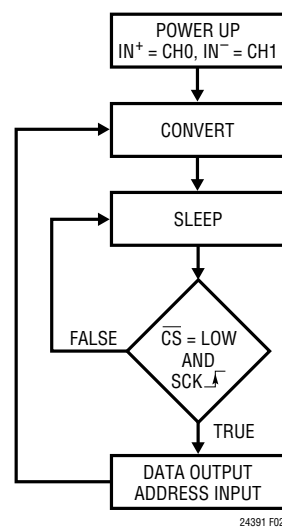 POWER UP
IN⁺ = CH0, IN⁻ = CH1
CONVERT
SLEEP
FALSE
C̅S̅ = LOW
AND
SCK
TRUE
DATA OUTPUT
ADDRESS INPUT
24391 F02